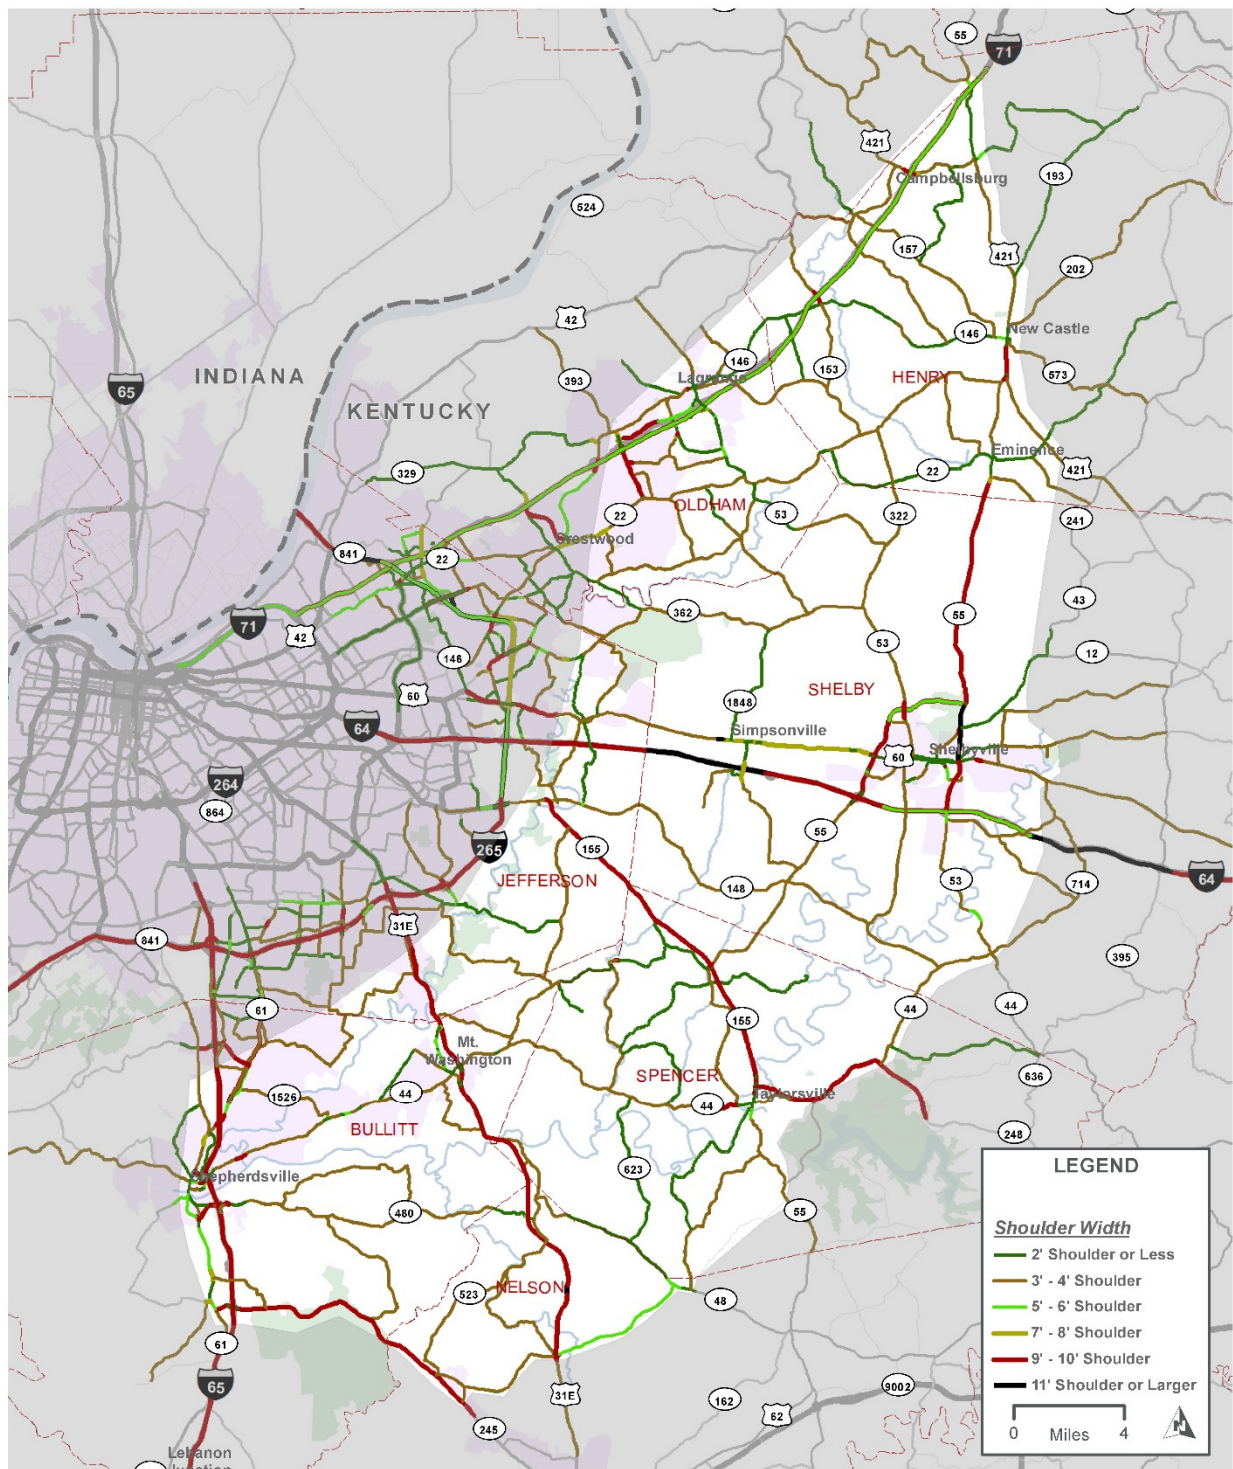 55
71
421
Campbellsburg
193
524
157
421
202
42
146
New Castle
65
INDIANA
393
146
153
573
Lagrange
HENRY
KENTUCKY
Eminence
329
22
421
22
OLDHAM
53
322
241
841
22
Crestwood
71
42
362
55
43
53
12
146
60
SHELBY
1848
64
Simpsonville
60
Shelbyville
264
864
55
265
155
JEFFERSON
148
53
714
64
31E
841
395
61
155
44
44
Mt.
Washington
SPENCER
636
1526
44
44
Taylorsville
BULLITT
248
623
Shepherdsville
480
55
523
NELSON
48
61
65
31E
162
62
9002
245
Lebanon
Junction
LEGEND
Shoulder Width
2' Shoulder or Less
3' - 4' Shoulder
5' - 6' Shoulder
7' - 8' Shoulder
9' - 10' Shoulder
11' Shoulder or Larger
0 Miles 4
N